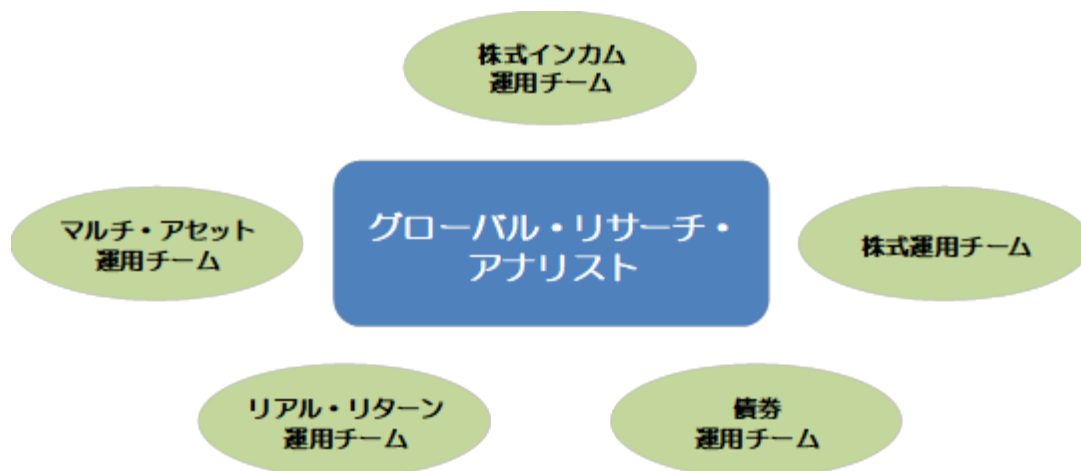 株式インカム
運用チーム
グローバル・リサーチ・
アナリスト
マルチ・アセット
運用チーム
株式運用チーム
リアル・リターン
運用チーム
債券
運用チーム